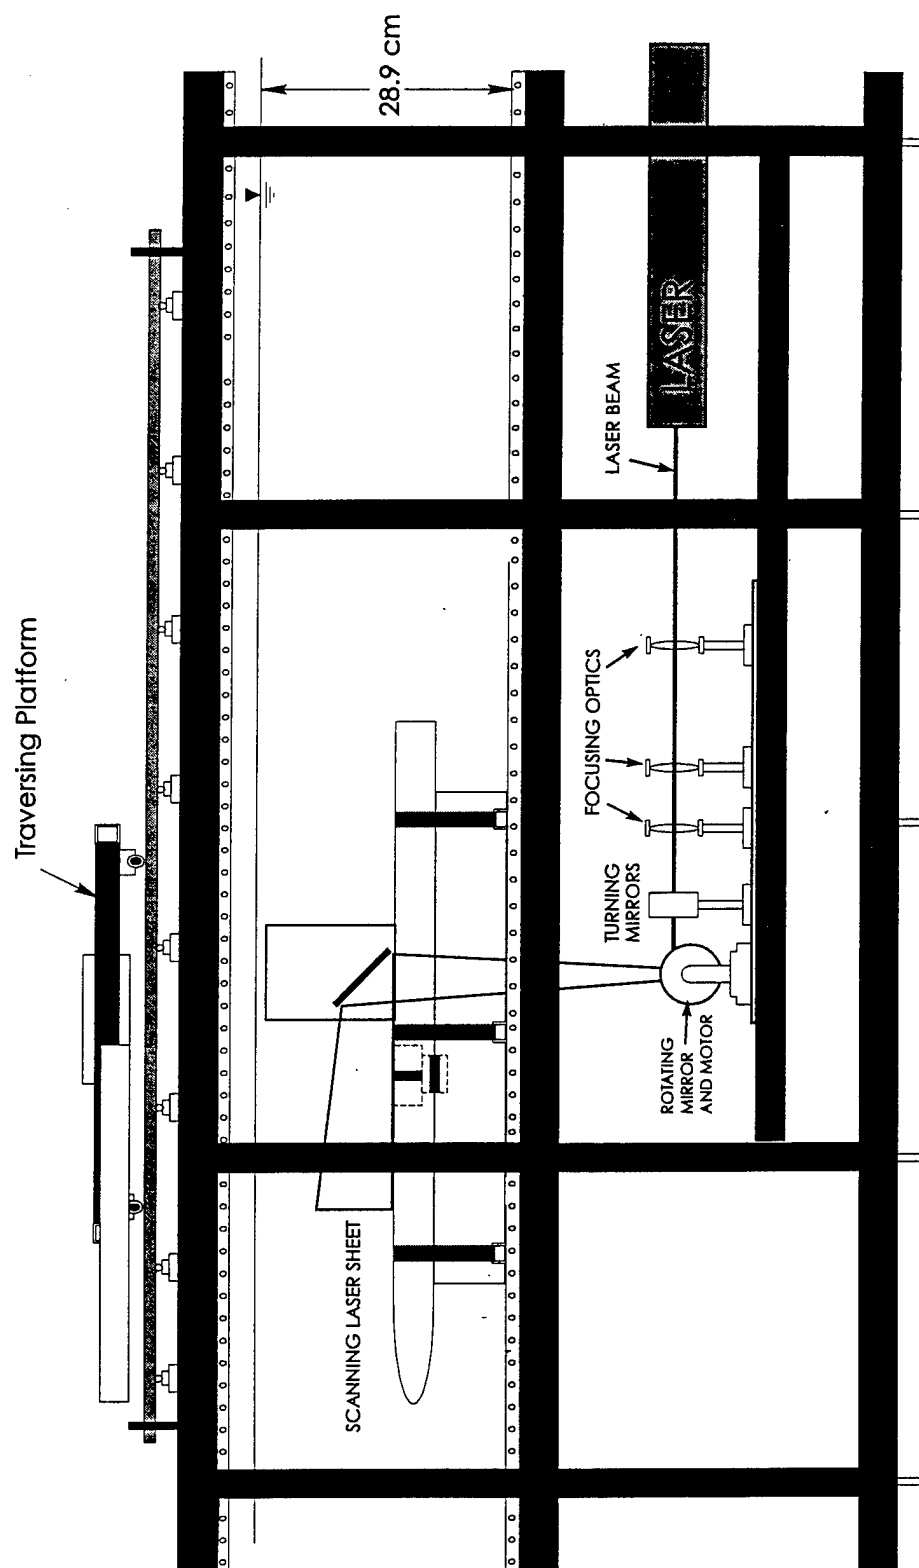 Traversing Platform
28.9 cm
SCANNING LASER SHEET
LASER BEAM
LASER
FOCUSING OPTICS
TURNING
MIRRORS
ROTATING
MIRROR
AND MOTOR